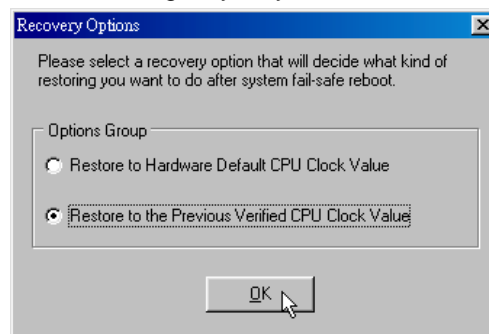 Recovery Options
Please select a recovery option that will decide what kind of
restoring you want to do after system fail-safe reboot.
Options Group
Restore to Hardware Default CPU Clock Value
Restore to the Previous Verified CPU Clock Value
OK